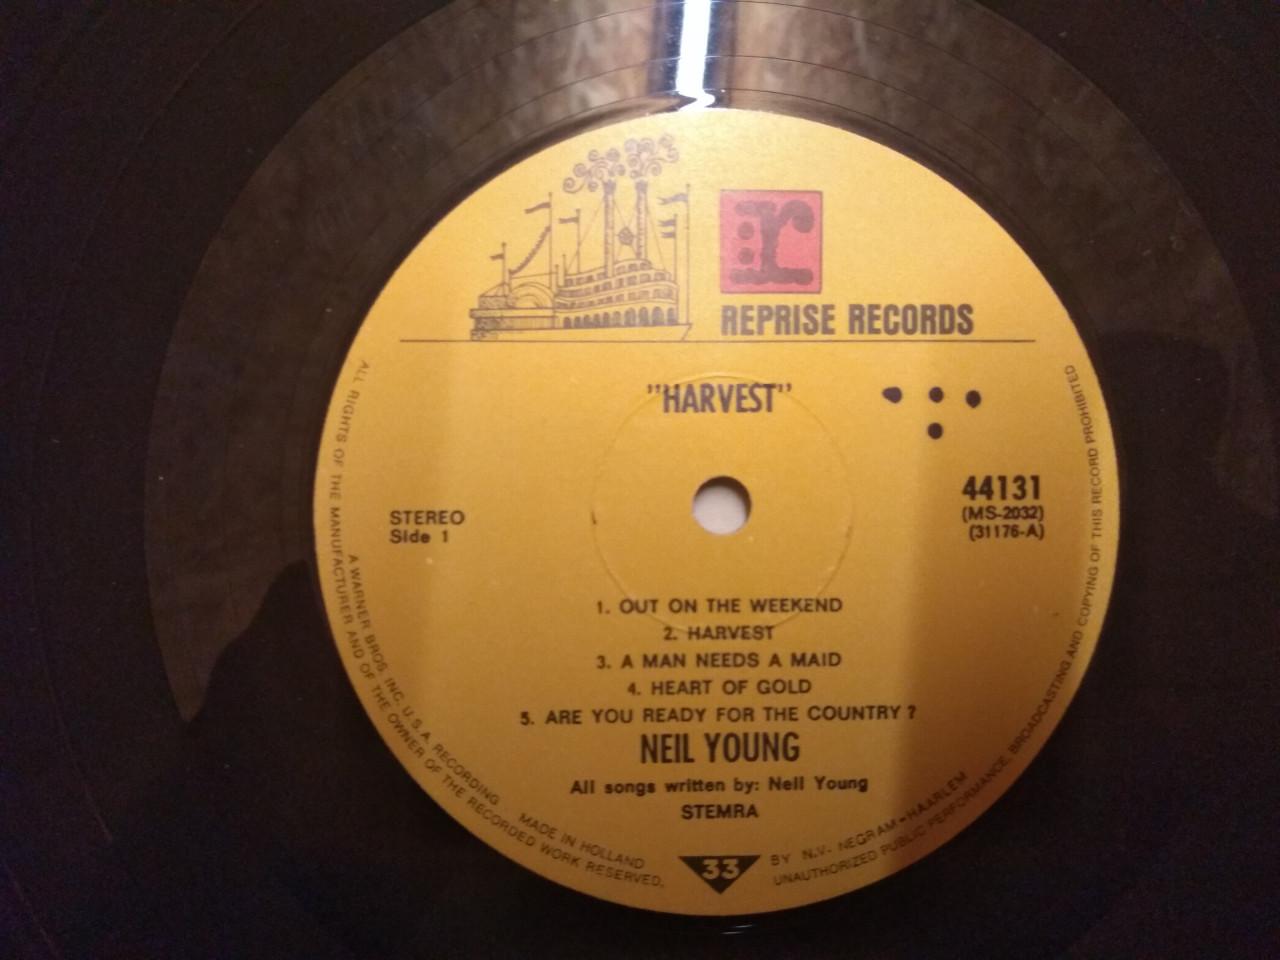 r:
REPRISE RECORDS
"HARVEST"
44131
(MS-2032)
(31176-A)
STEREO
Side 1
1. OUT ON THE WEEKEND
2. HARVEST
3. A MAN NEEDS A MAID
4. HEART OF GOLD
5. ARE YOU READY FOR THE COUNTRY?
NEIL YOUNG
All songs written by: Neil Young
STEMRA
33
ALL RIGHTS OF THE MANUFACTURER AND OF THE OWNER OF THE RECORDED WORK RESERVED.
UNAUTHORIZED PUBLIC PERFORMANCE, BROADCASTING AND COPYING OF THIS RECORD PROHIBITED
A WARNER BROS. INC. U.S.A. RECORDING
MADE IN HOLLAND
BY N.V. NEGRAM - HAARLEM